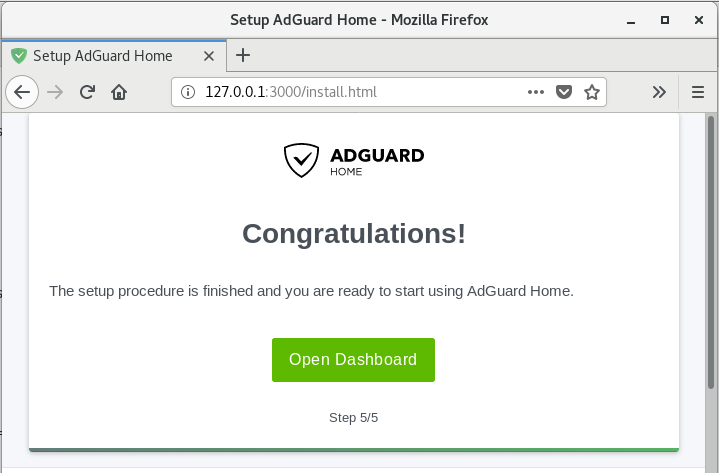 Setup AdGuard Home - Mozilla Firefox
Setup AdGuard Home
127.0.0.1:3000/install.html
ADGUARD
HOME
Congratulations!
The setup procedure is finished and you are ready to start using AdGuard Home.
Open Dashboard
Step 5/5